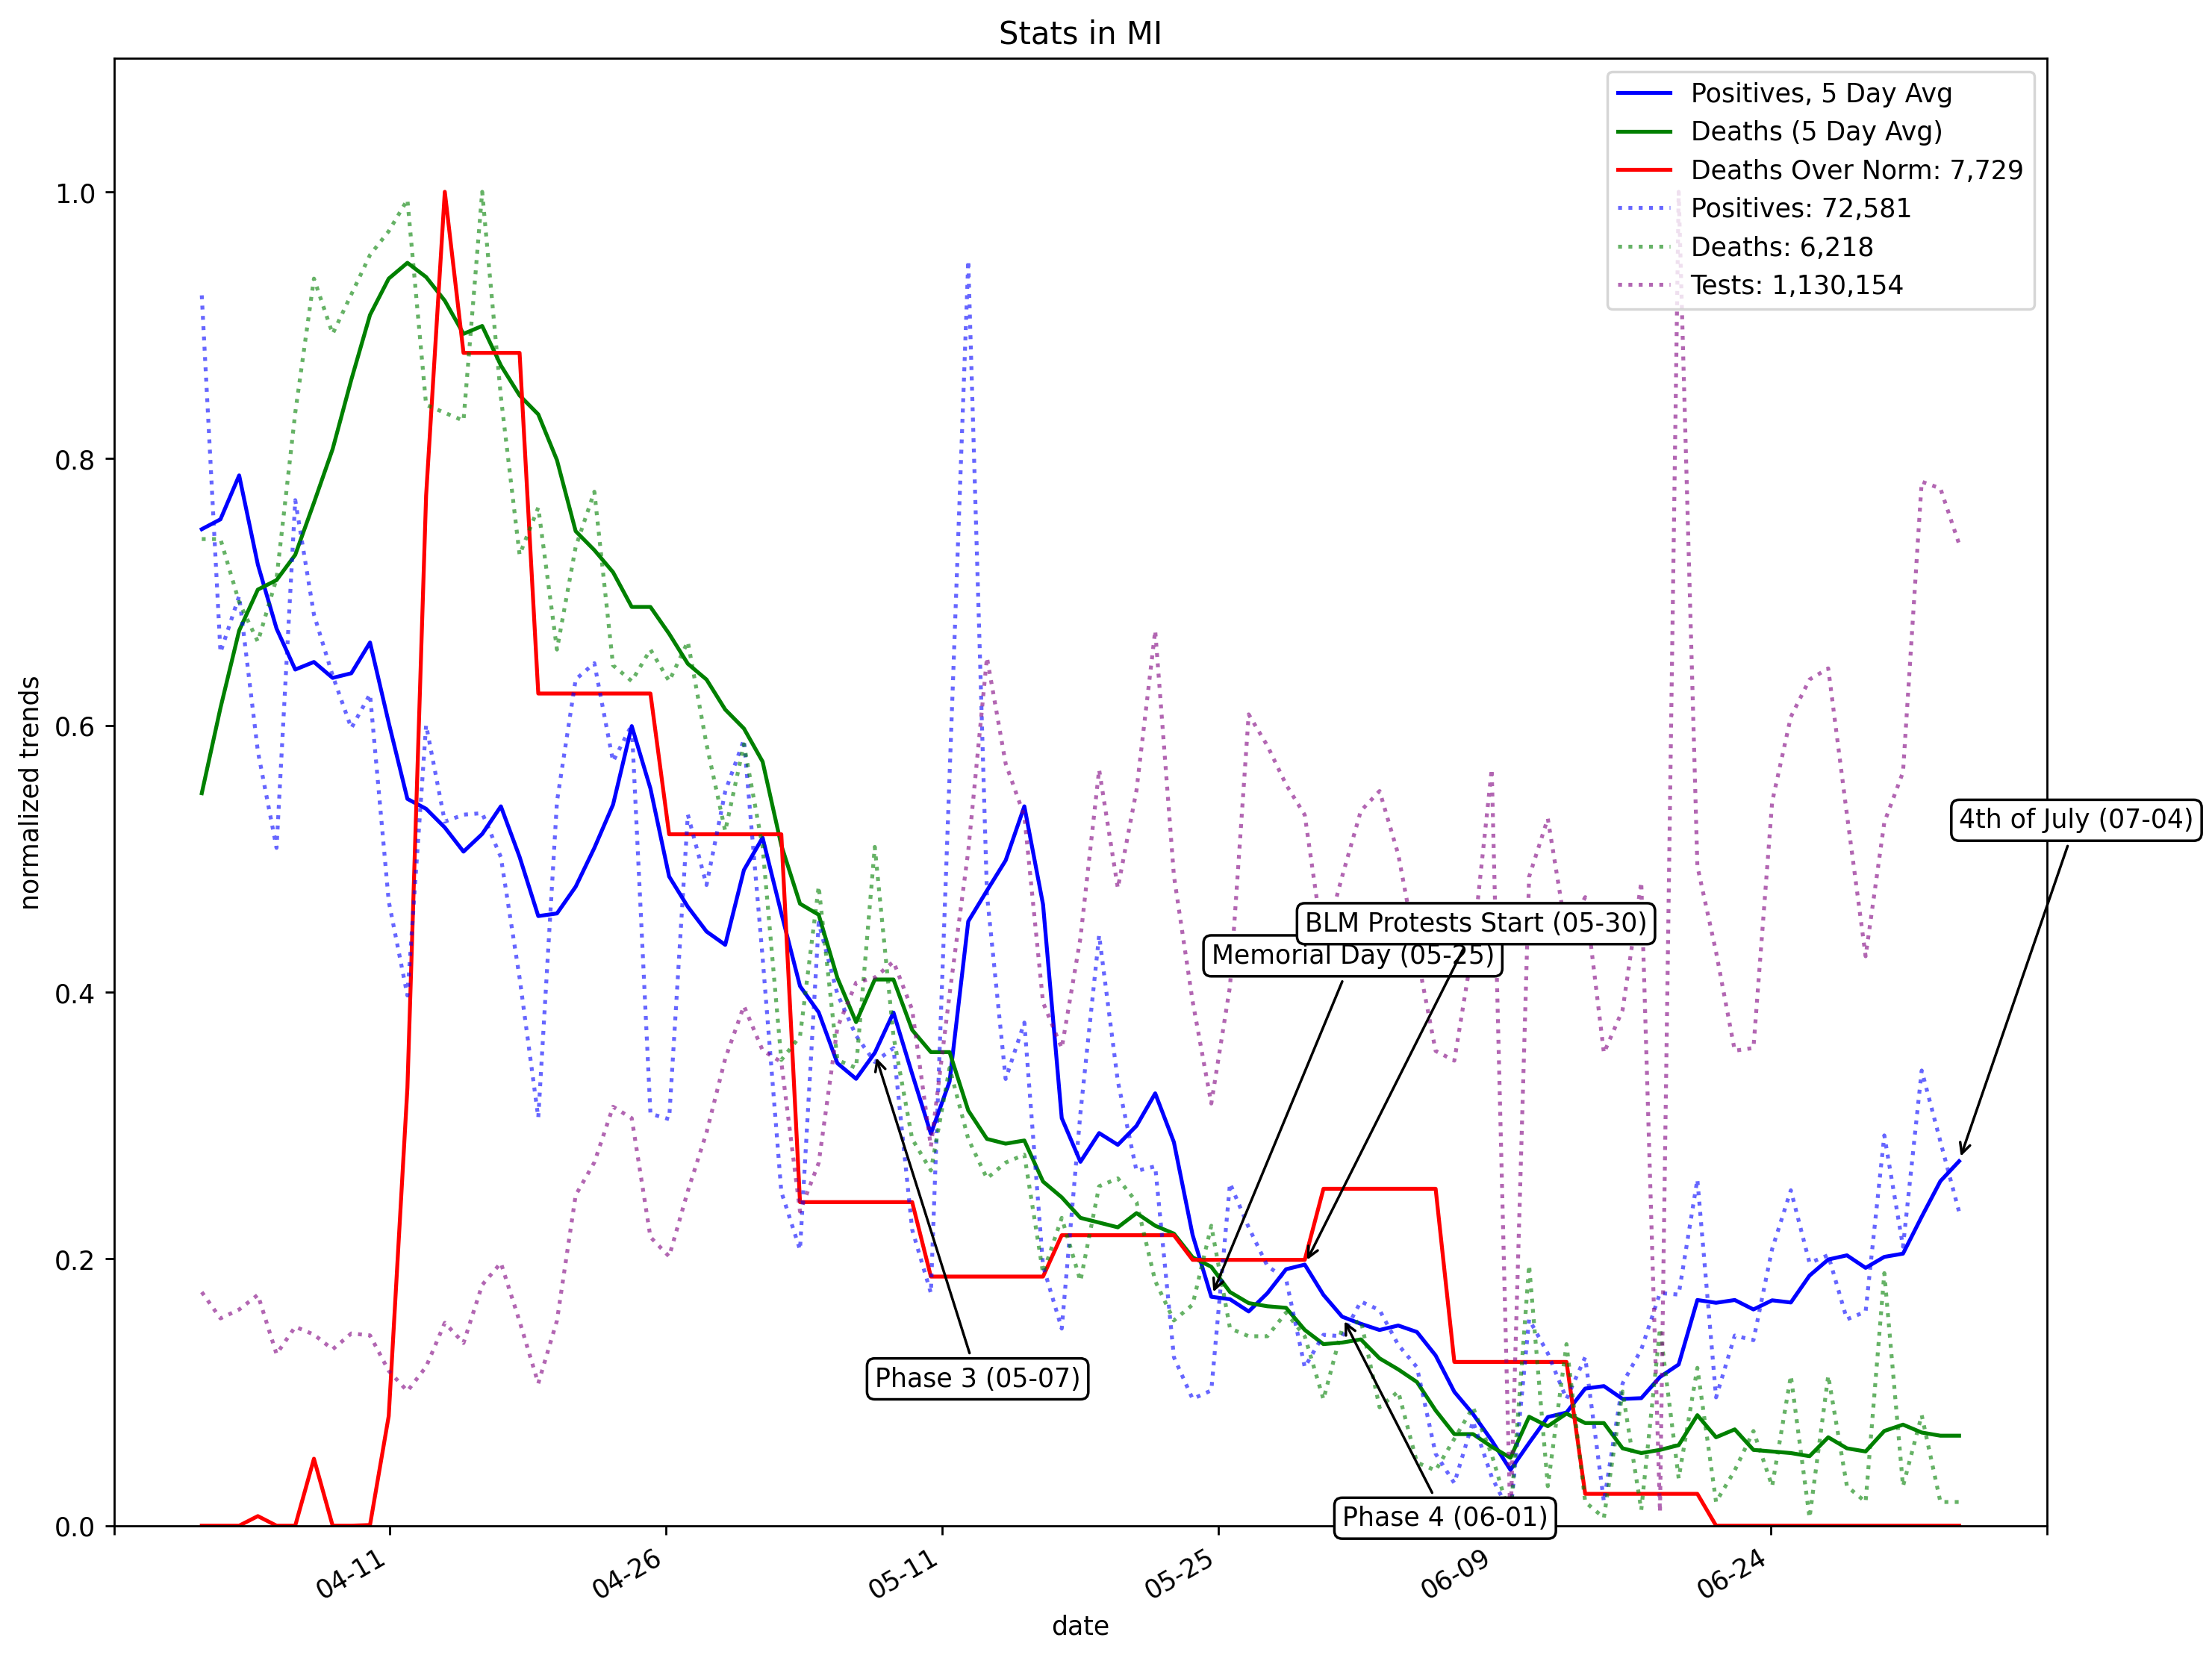 Stats in MI
Positives, 5 Day Avg
Deaths (5 Day Avg)
Deaths Over Norm: 7,729
Positives: 72,581
Deaths: 6,218
Tests: 1,130,154
1.0
0.8
0.6
0.4
0.2
0.0
normalized trends
4th of July (07-04)
BLM Protests Start (05-30)
Memorial Day (05-25)
Phase 3 (05-07)
Phase 4 (06-01)
04-11
04-26
05-11
05-25
06-09
06-24
date